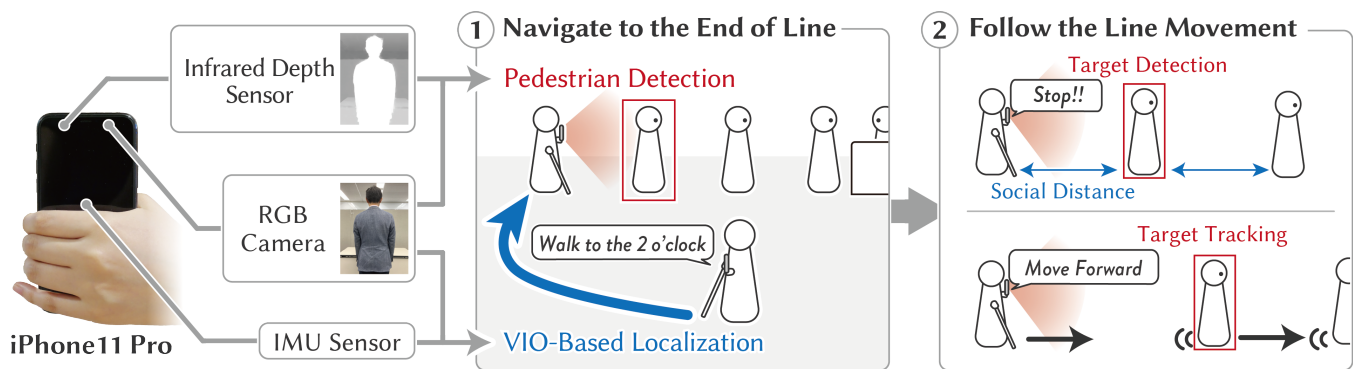 Infrared Depth
Sensor
RGB
Camera
IMU Sensor
iPhone11 Pro
1 Navigate to the End of Line
Pedestrian Detection
Walk to the 2 o'clock
VIO-Based Localization
2 Follow the Line Movement
Target Detection
Stop!!
Social Distance
Target Tracking
Move Forward